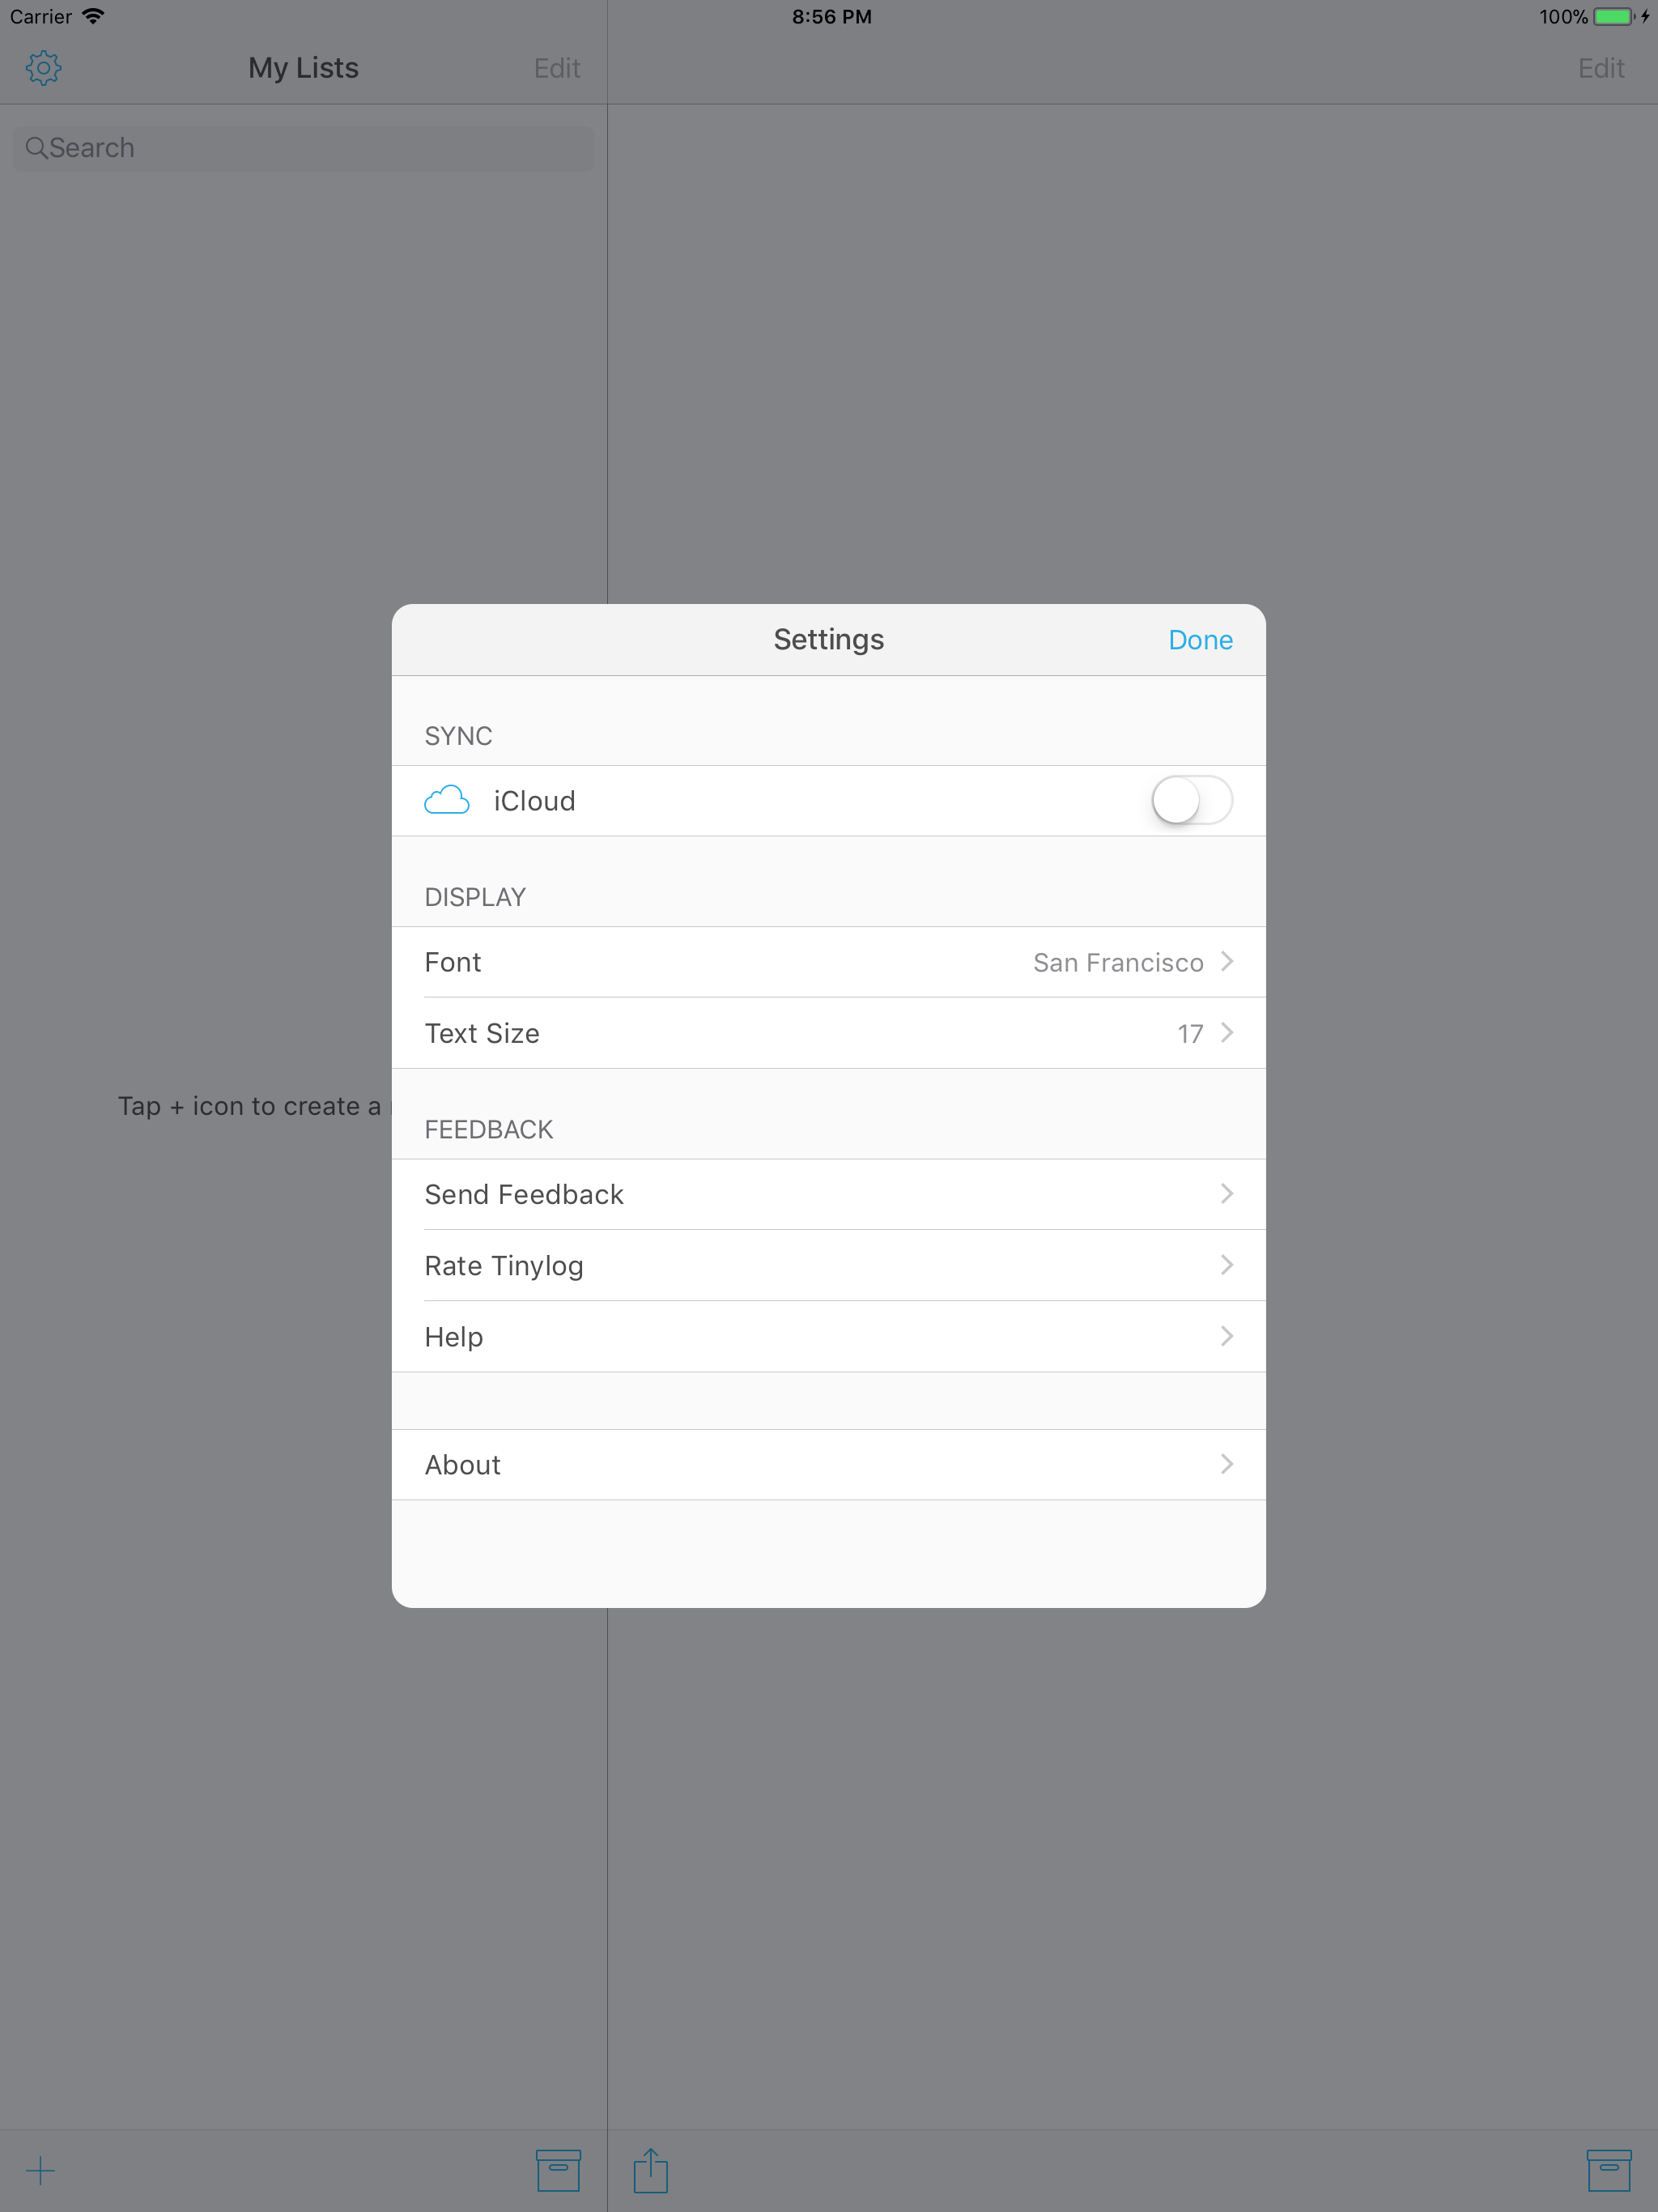 Carrier
8:56 PM
100%
My Lists
Edit
Edit
Search
Settings
Done
SYNC
iCloud
DISPLAY
Font
San Francisco
Text Size
17
Tap + icon to create a
FEEDBACK
Send Feedback
Rate Tinylog
Help
About